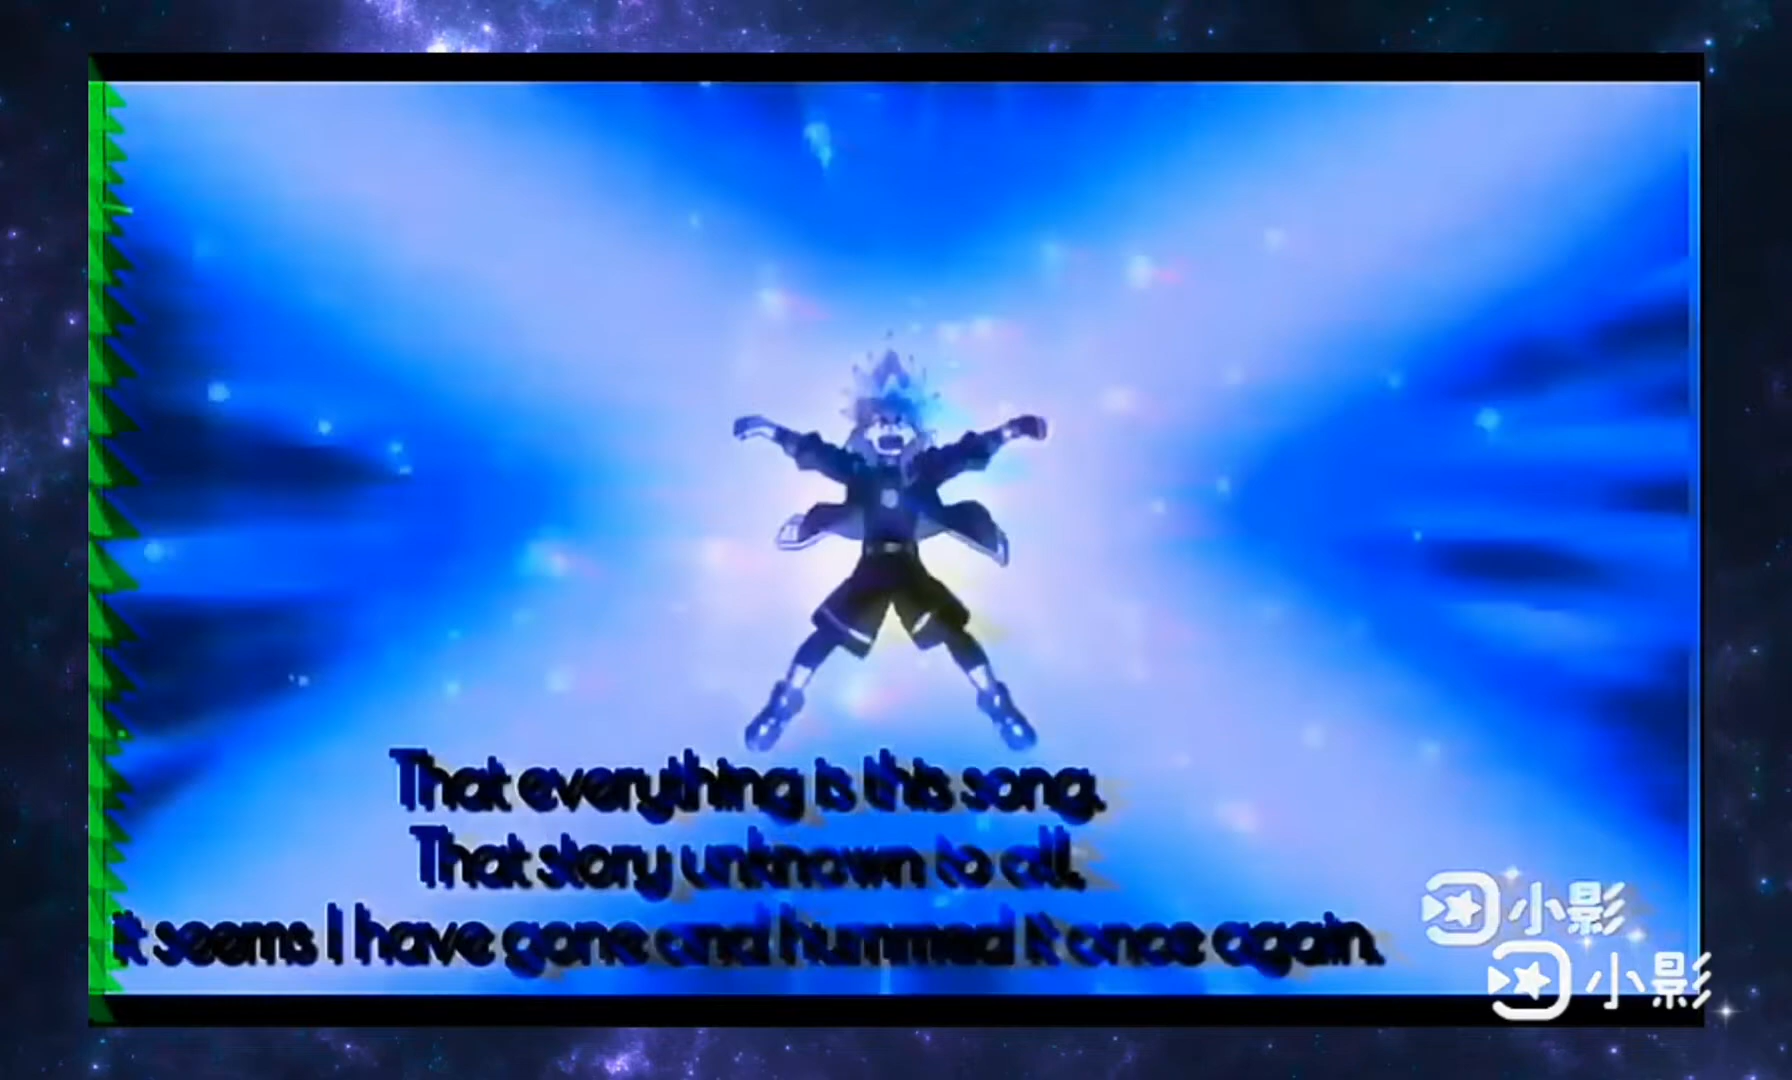 That everything is this song.
That story unknown to all.
It seems I have gone and hummed it once again.
小影
小影